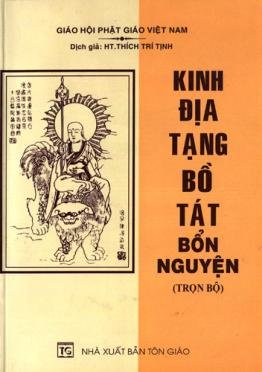 GIÁO HỘI PHẬT GIÁO VIỆT NAM
Dịch giả: HT.THÍCH TRÍ TỊNH
KINH
ĐỊA
TẠNG
BỒ
TÁT
BỔN
NGUYỆN
(TRỌN BỘ)
TG
NHÀ XUẤT BẢN TÔN GIÁO